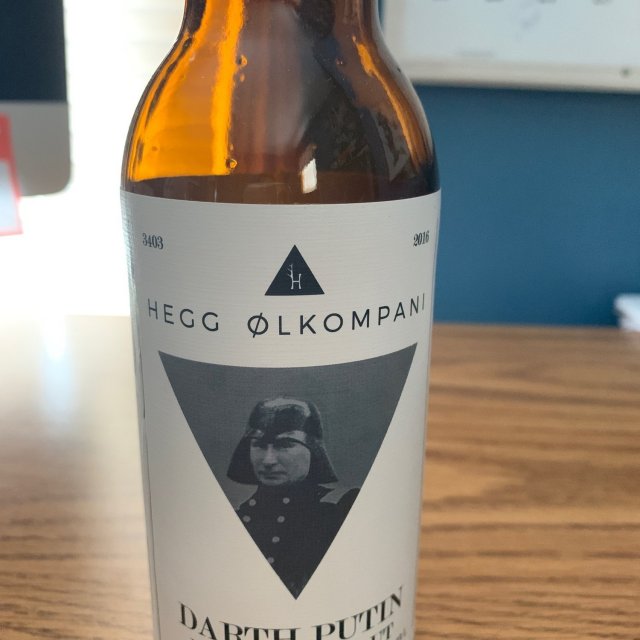 3403
2016
H
HEGG ØLKOMPANI
DARTH PUTIN